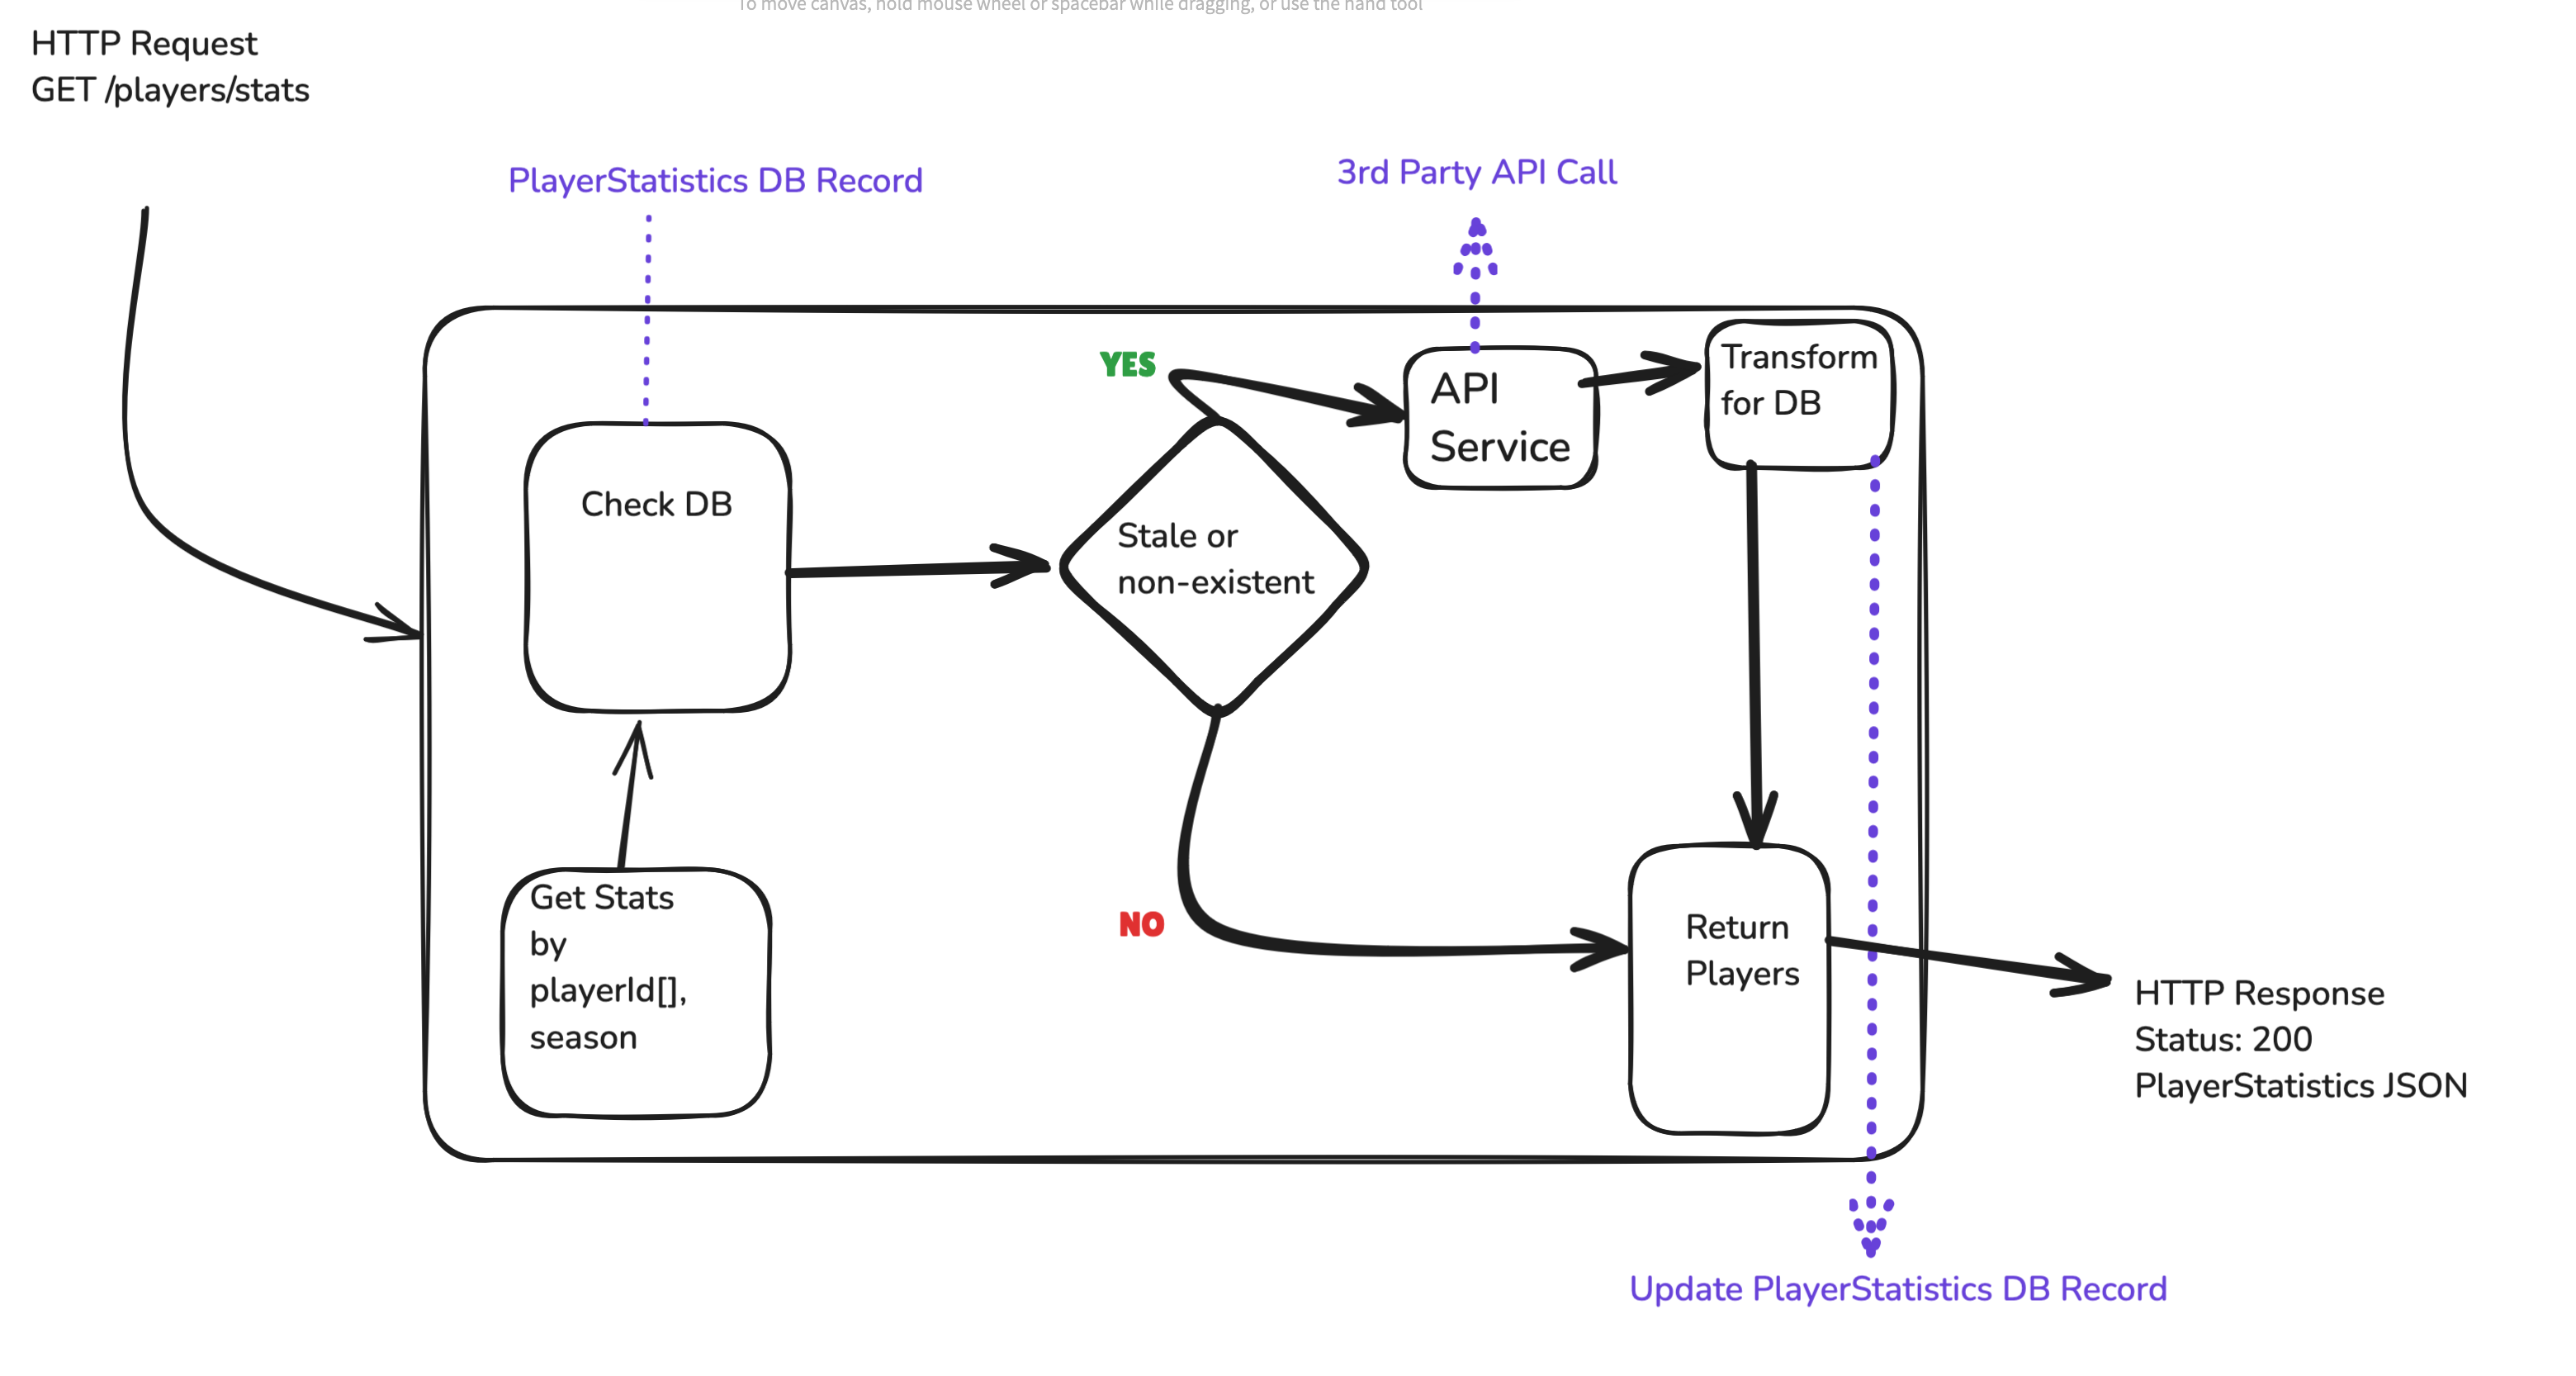 To move canvas, hold mouse wheel or spacebar while dragging, or use the hand tool
HTTP Request
GET /players/stats
PlayerStatistics DB Record
3rd Party API Call
YES
API
Service
Transform
for DB
Check DB
Stale or
non-existent
Get Stats
by
playerId[],
season
NO
Return
Players
HTTP Response
Status: 200
PlayerStatistics JSON
Update PlayerStatistics DB Record